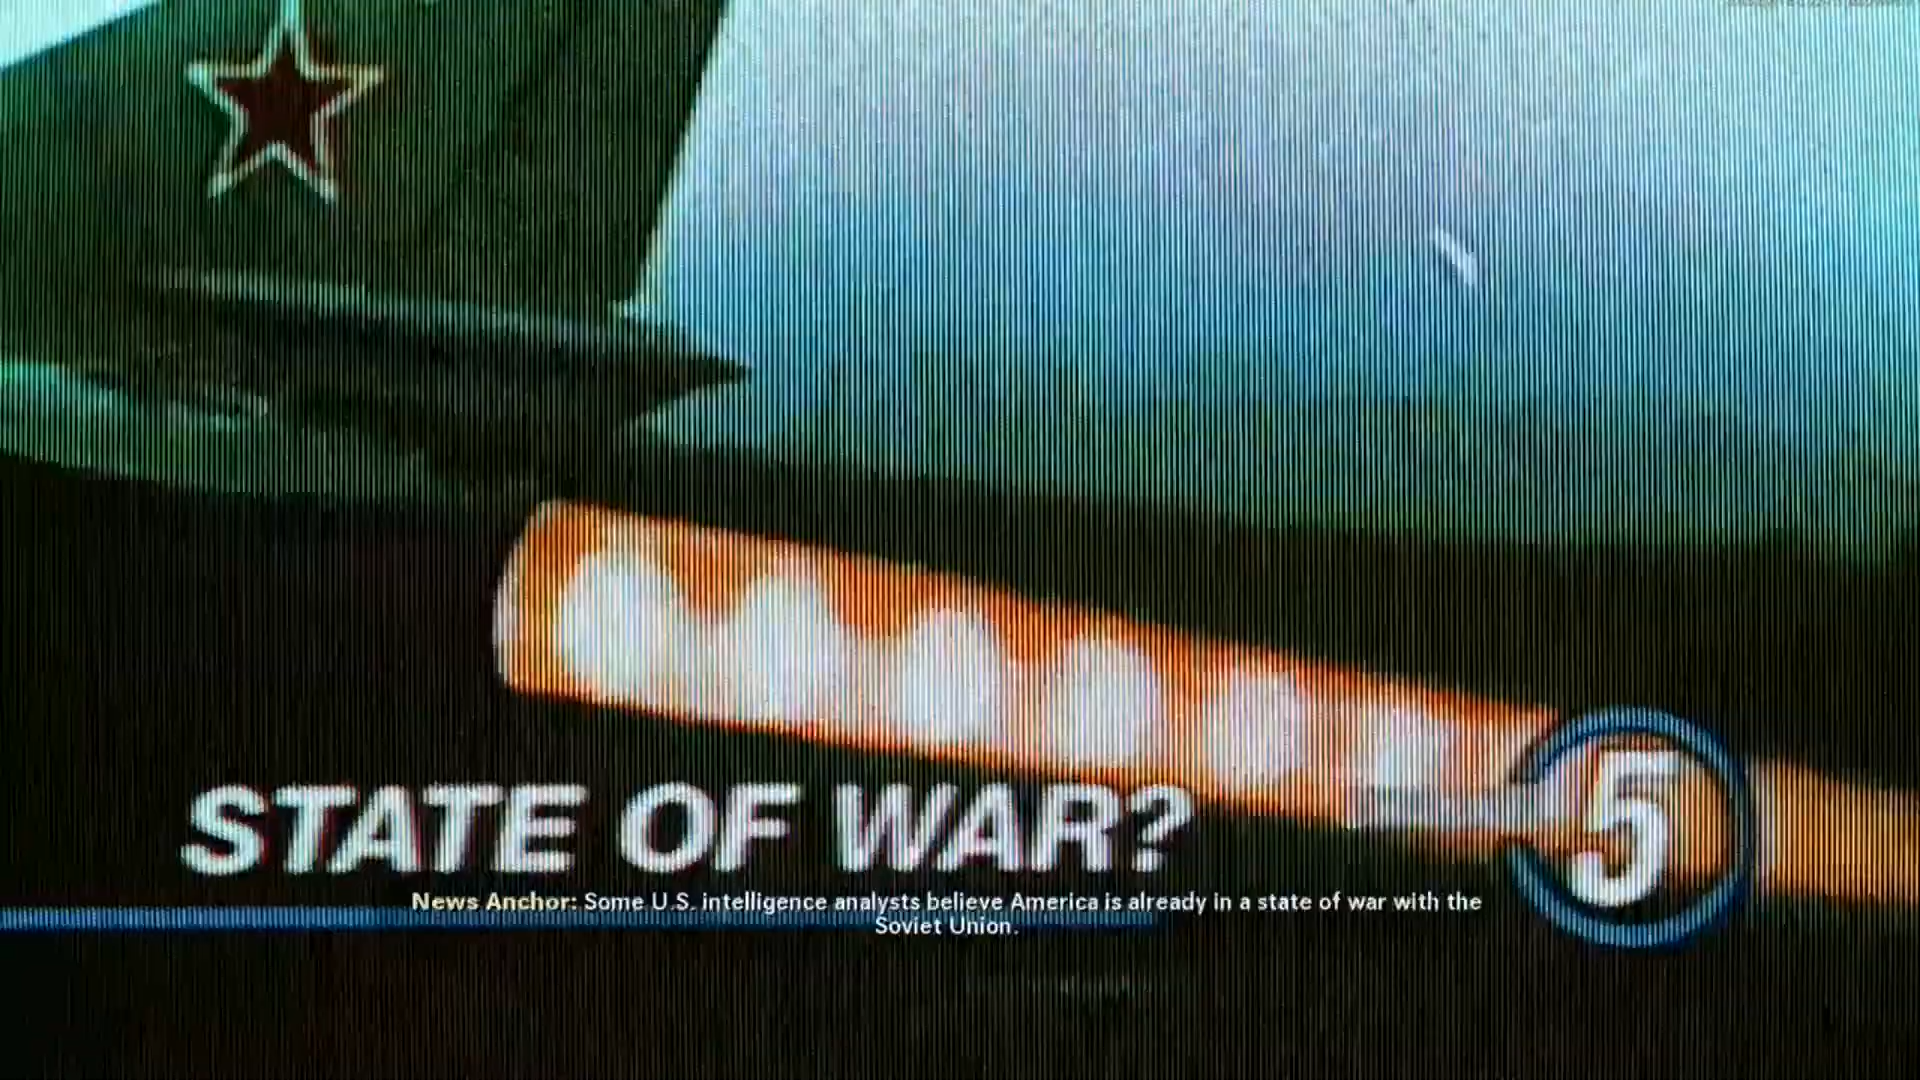 STATE OF WAR?
5
News Anchor: Some U.S. intelligence analysts believe America is already in a state of war with the
Soviet Union.